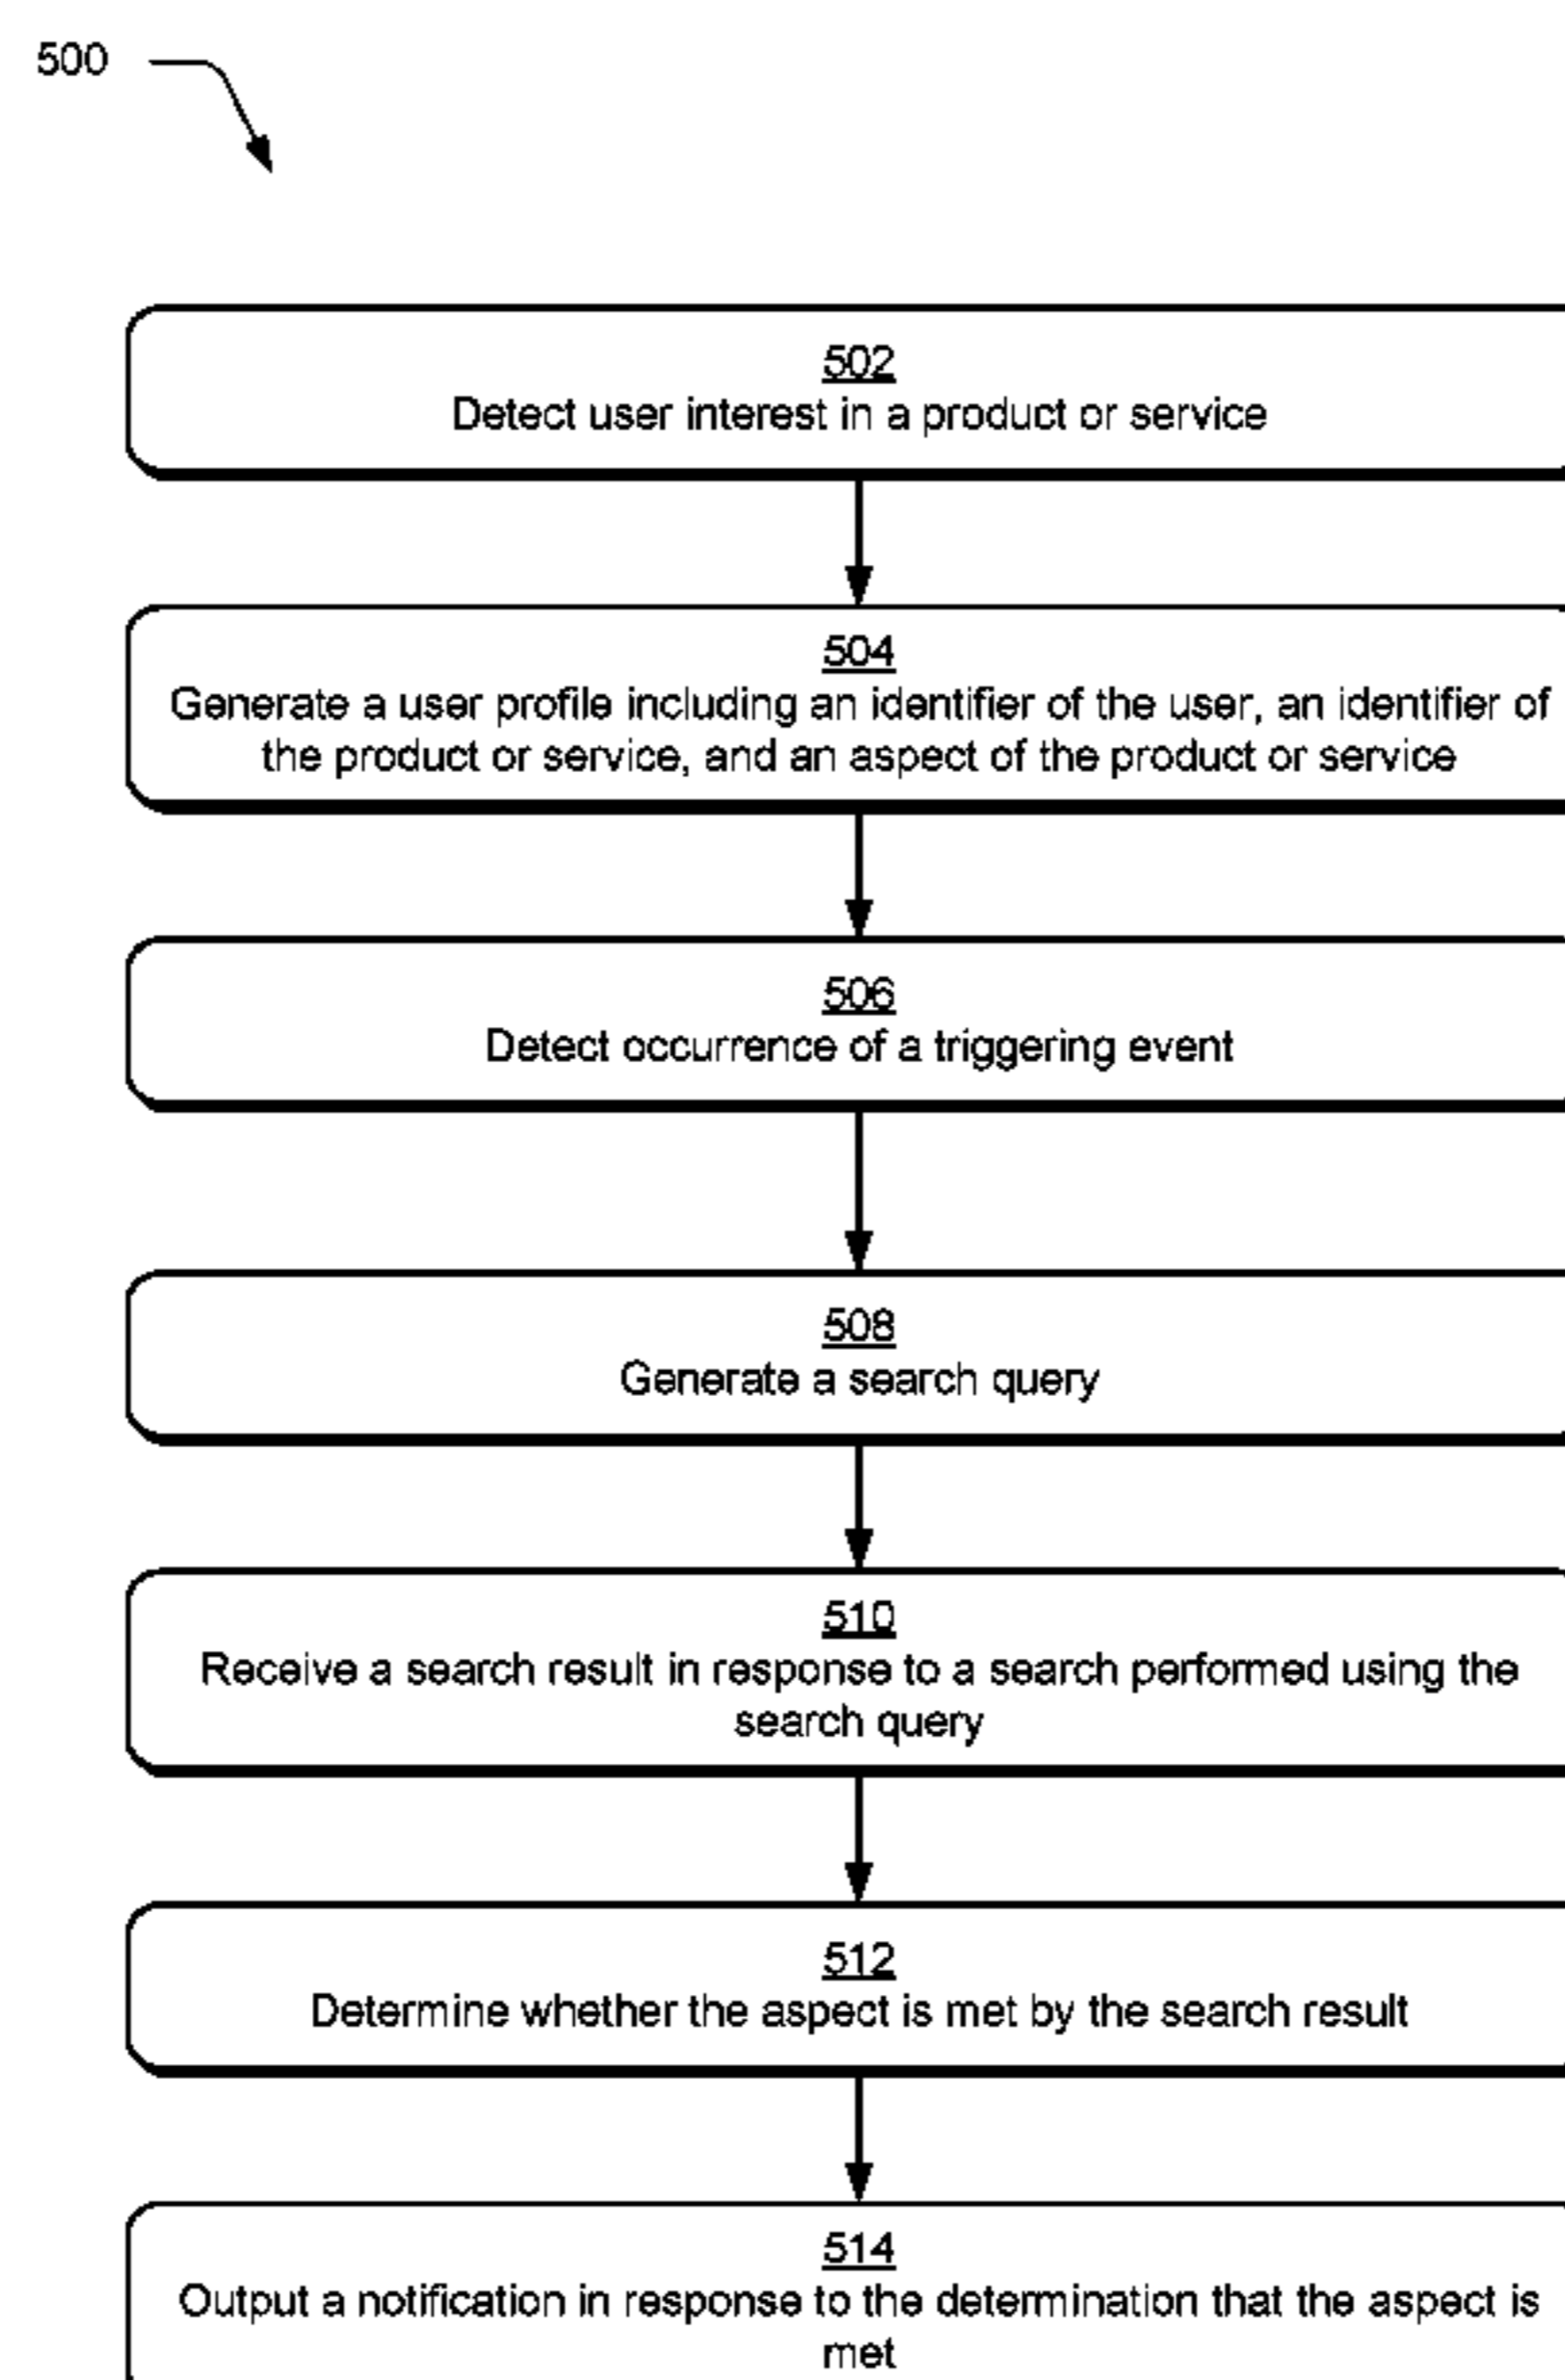 500
502
Detect user interest in a product or service
504
Generate a user profile including an identifier of the user, an identifier of
the product or service, and an aspect of the product or service
506
Detect occurrence of a triggering event
508
Generate a search query
510
Receive a search result in response to a search performed using the
search query
512
Determine whether the aspect is met by the search result
514
Output a notification in response to the determination that the aspect is
met